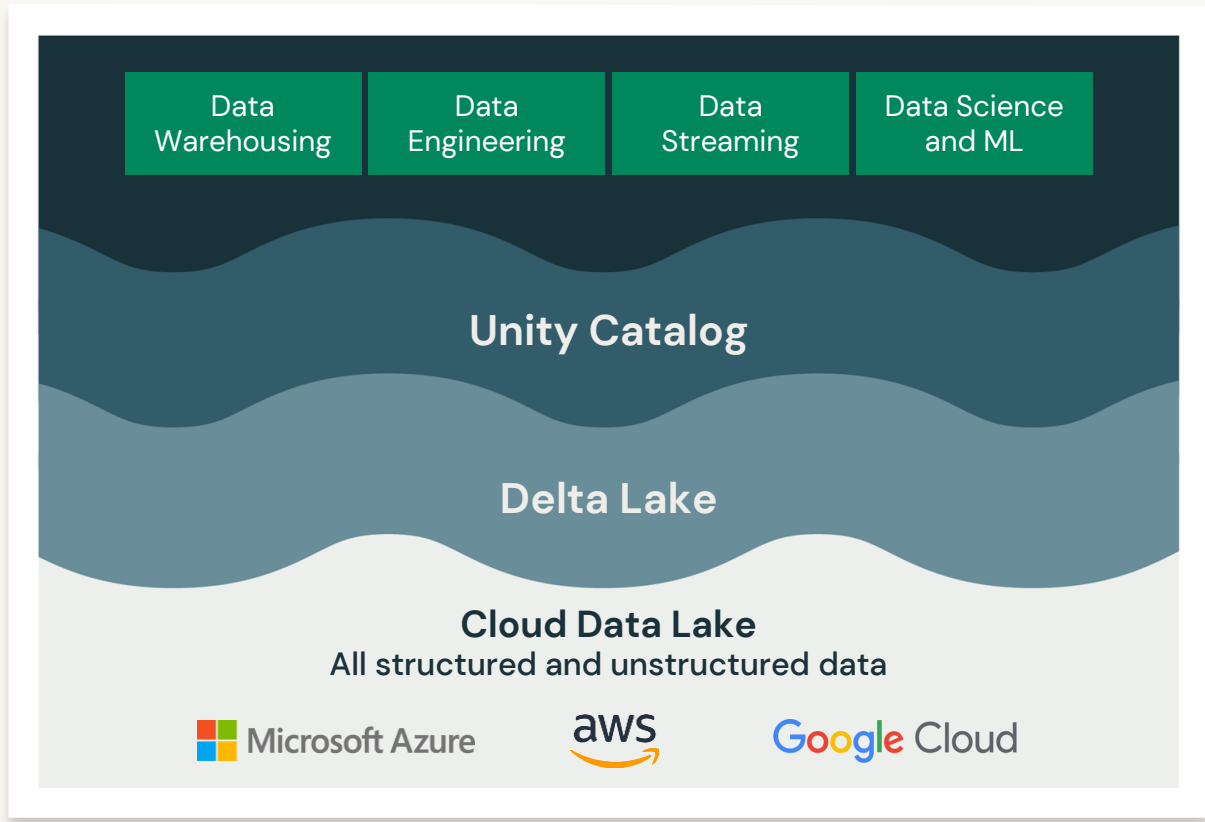 Data
Warehousing
Data
Engineering
Data
Streaming
Data Science
and ML
Unity Catalog
Delta Lake
Cloud Data Lake
All structured and unstructured data
Microsoft Azure
aws
Google Cloud